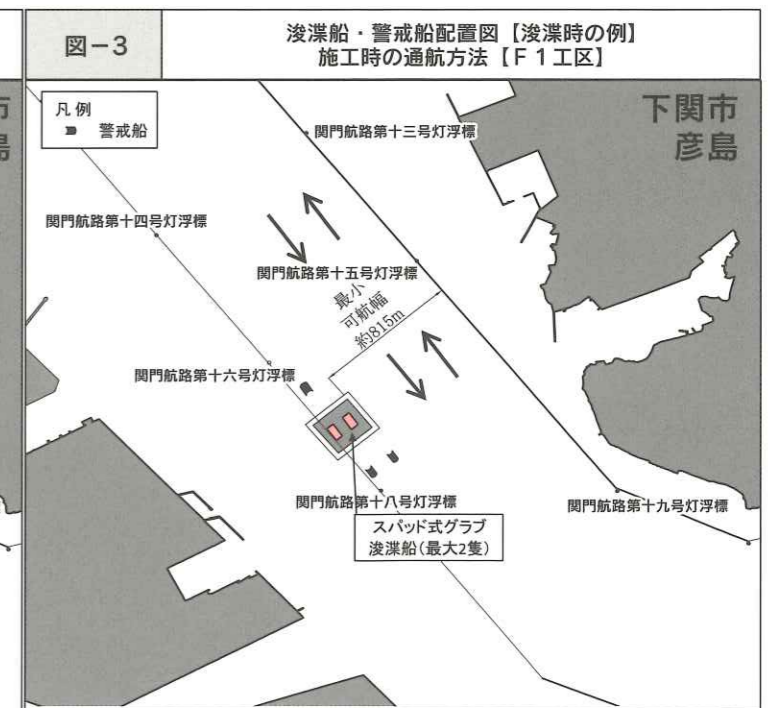 図－3
浚渫船・警戒船配置図【浚渫時の例】
施工時の通航方法【F1工区】
市
島
凡例
警戒船
下関市
彦島
関門航路第十三号灯浮標
関門航路第十四号灯浮標
関門航路第十五号灯浮標
最小
可航幅
約815m
関門航路第十六号灯浮標
関門航路第十八号灯浮標
関門航路第十九号灯浮標
スパッド式グラブ
浚渫船(最大2隻)